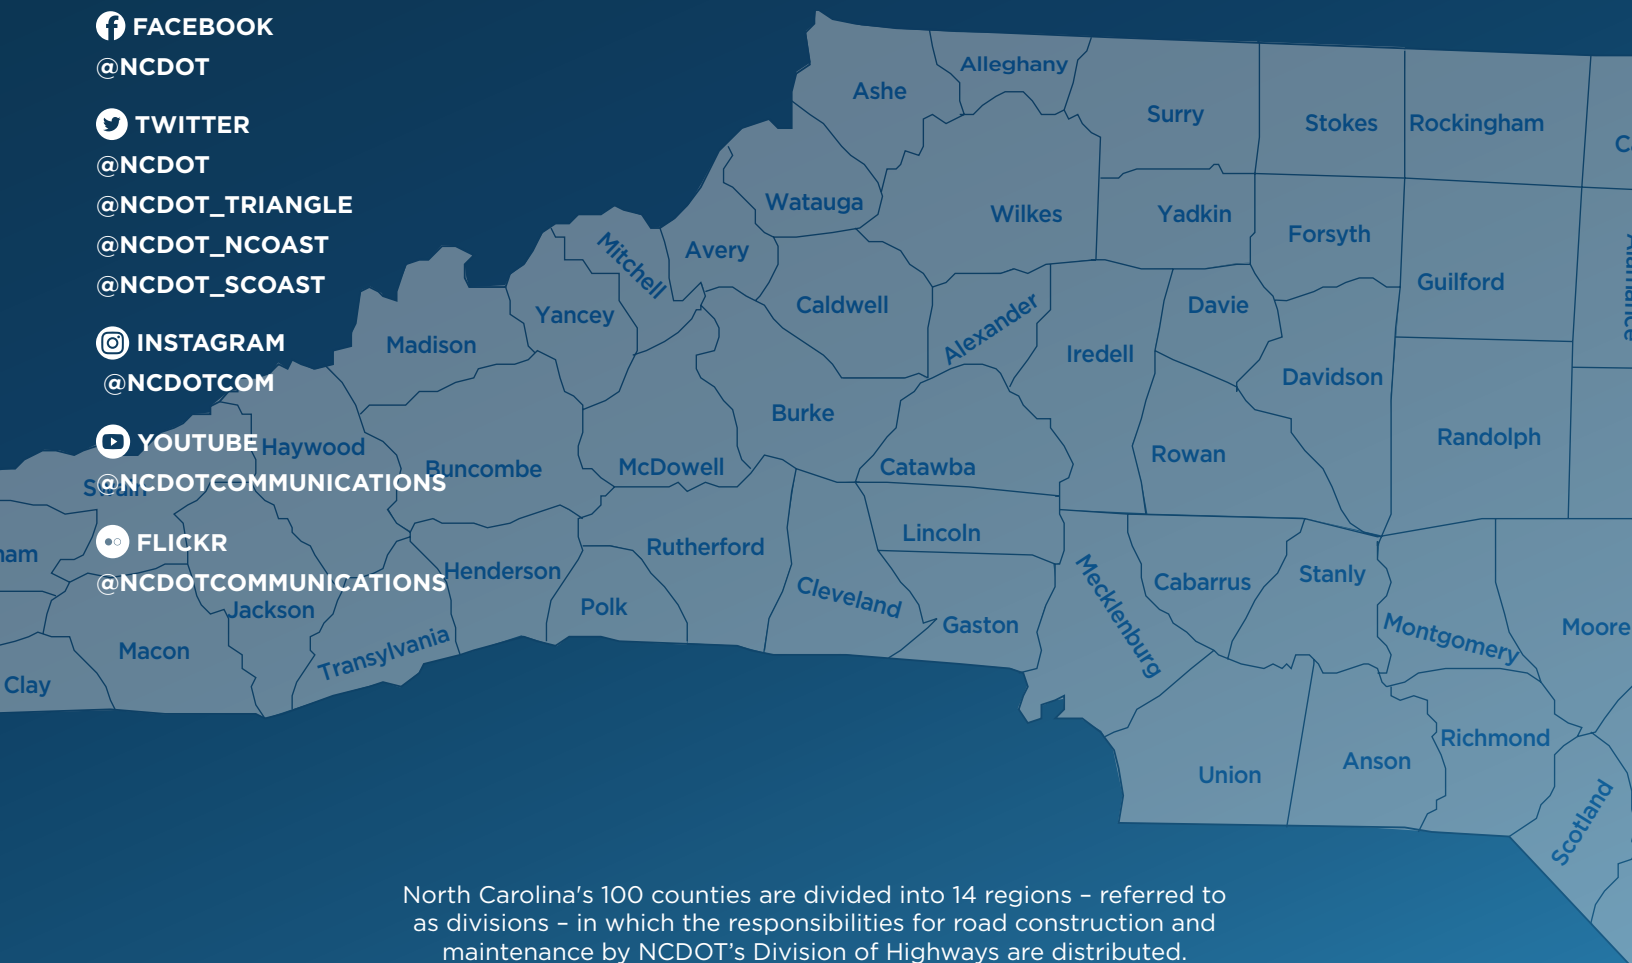 FACEBOOK
@NCDOT
TWITTER
@NCDOT
@NCDOT_TRIANGLE
@NCDOT_NCOAST
@NCDOT_SCOAST
INSTAGRAM
@NCDOTCOM
YOUTUBE
@NCDOTCOMMUNICATIONS
FLICKR
@NCDOTCOMMUNICATIONS
Alleghany
Ashe
Surry
Stokes
Rockingham
Watauga
Wilkes
Yadkin
Forsyth
Mitchell
Avery
Guilford
Alamance
Yancey
Caldwell
Alexander
Davie
Madison
Iredell
Davidson
Burke
Haywood
Buncombe
McDowell
Catawba
Rowan
Randolph
Swain
Lincoln
Rutherford
Henderson
Cleveland
Mecklenburg
Cabarrus
Stanly
Jackson
Polk
Gaston
Montgomery
Moore
Macon
Transylvania
Clay
Union
Anson
Richmond
Scotland
North Carolina's 100 counties are divided into 14 regions – referred to
as divisions – in which the responsibilities for road construction and
maintenance by NCDOT’s Division of Highways are distributed.